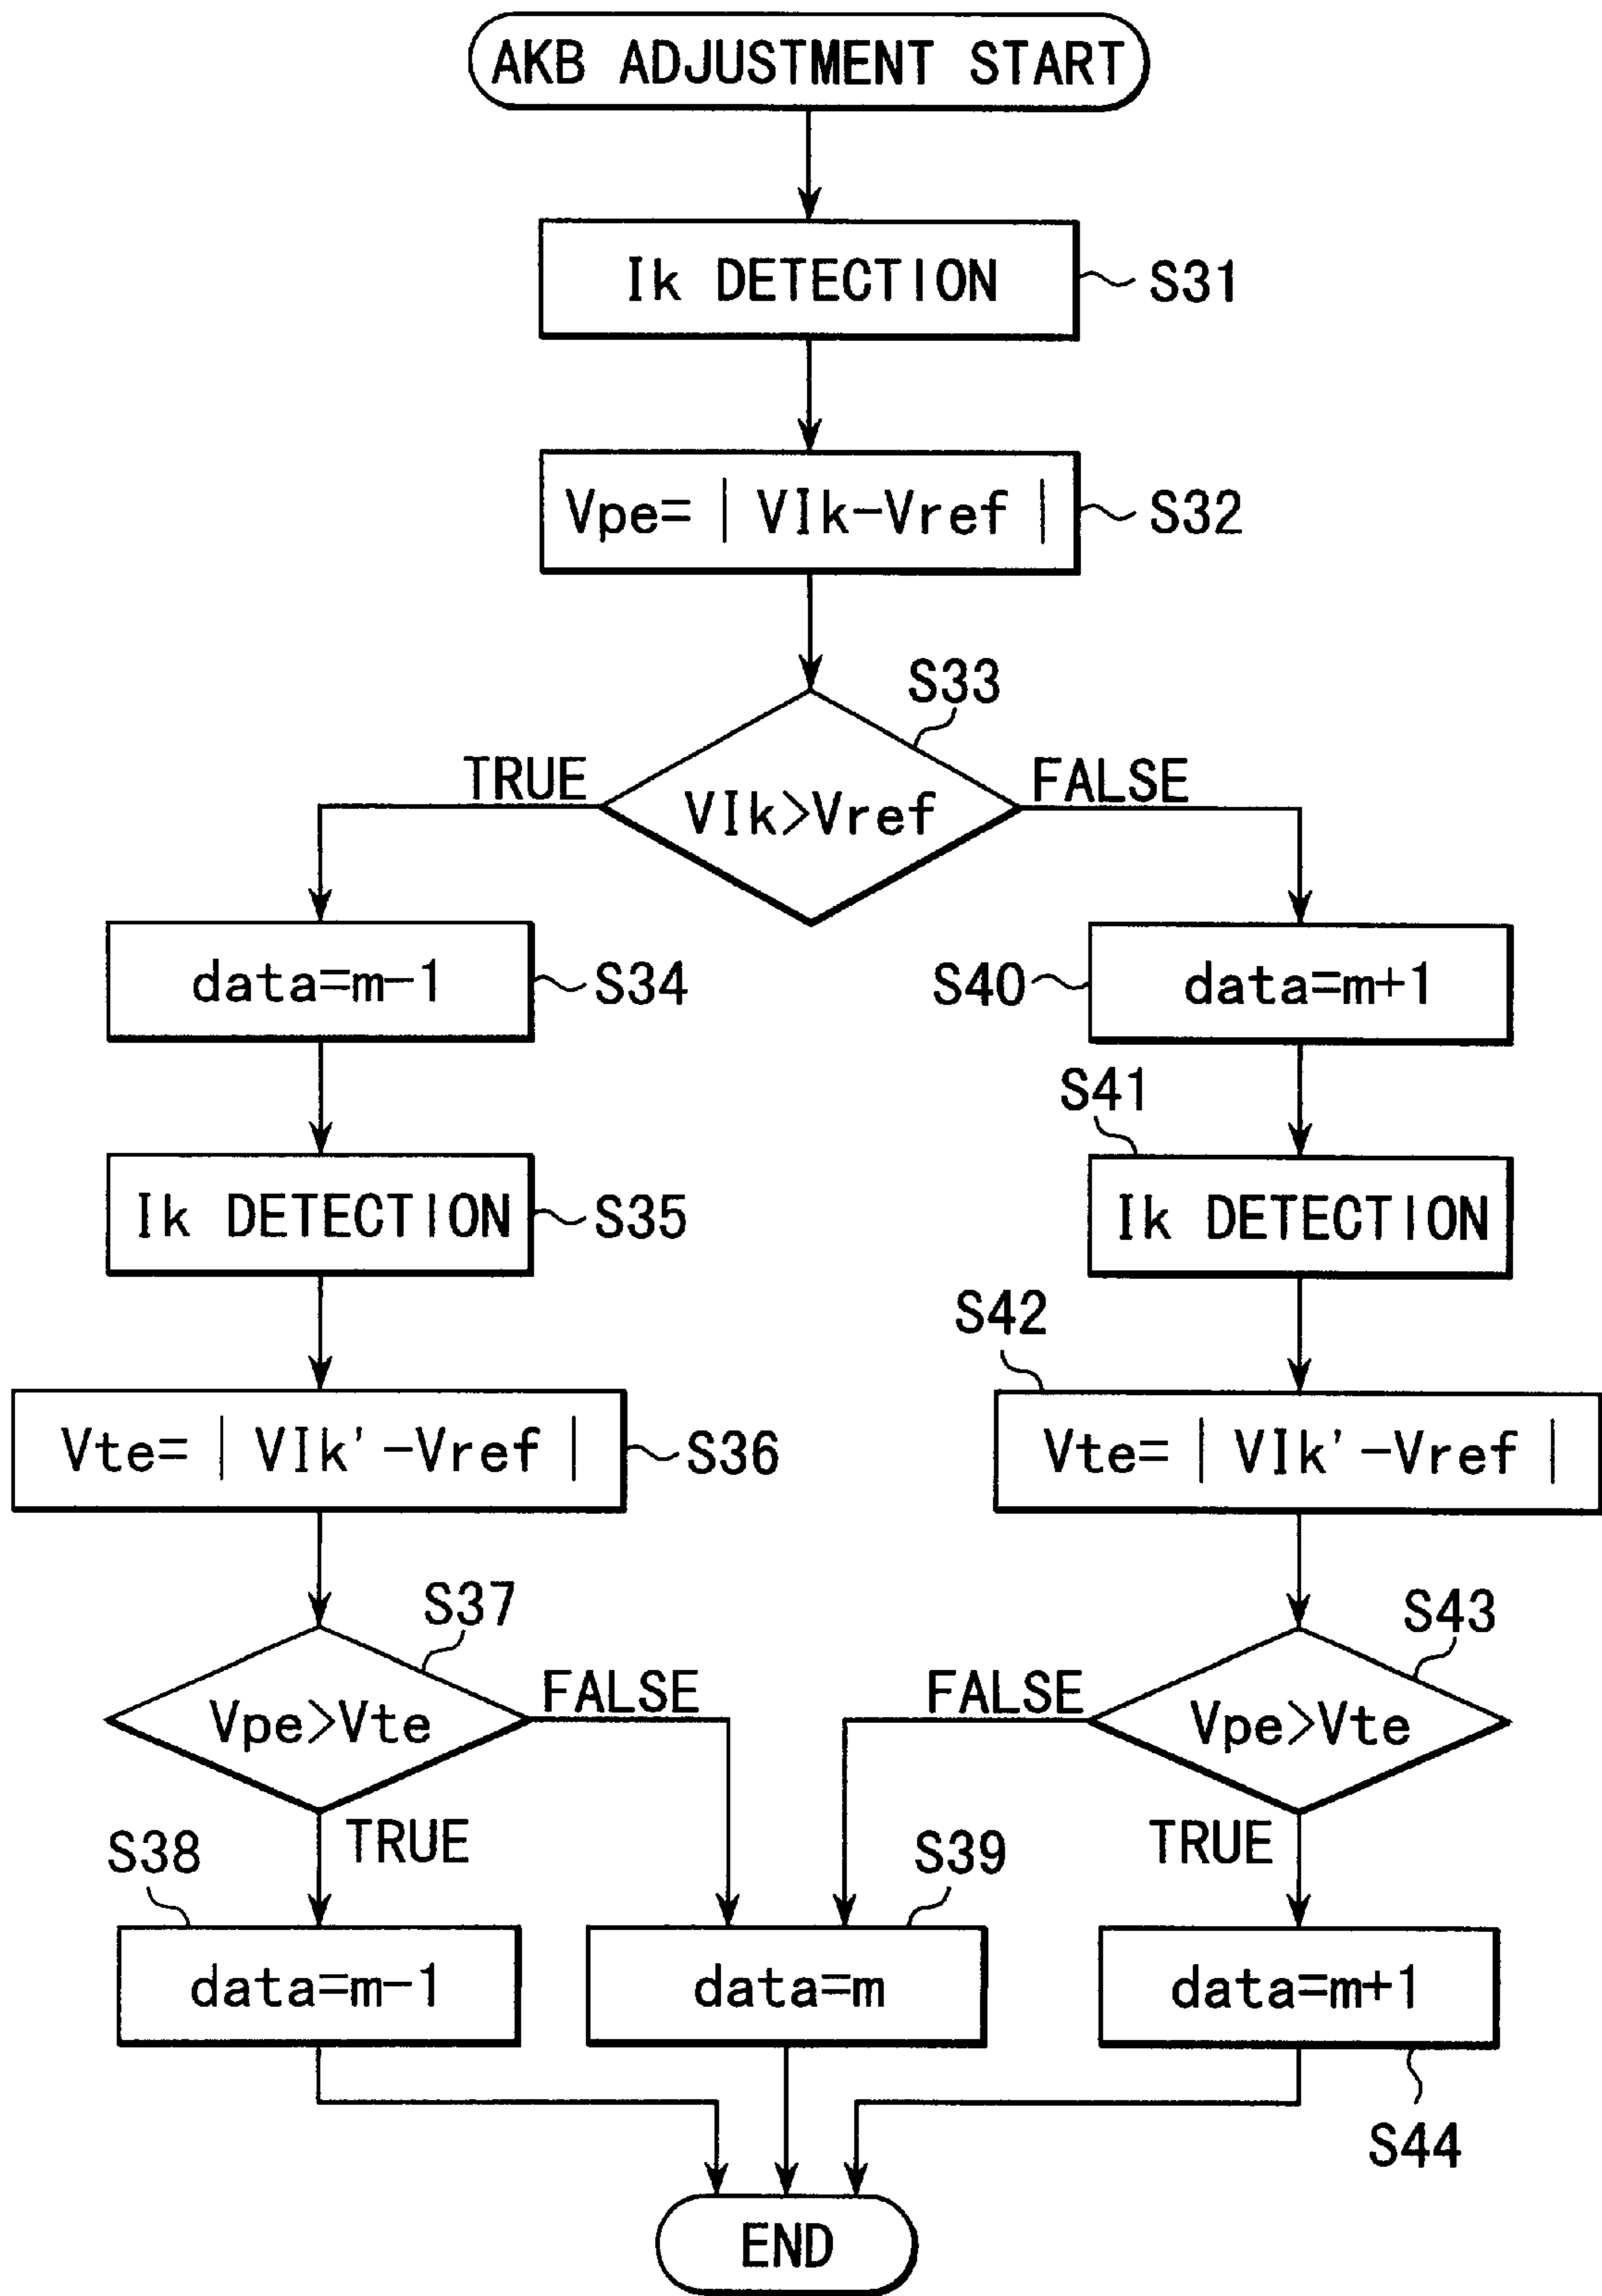 AKB ADJUSTMENT START
Ik DETECTION
S31
Vpe=|VIk-Vref|
S32
S33
TRUE
VIk>Vref
FALSE
data=m-1
S34
S40
data=m+1
S41
Ik DETECTION
S35
Ik DETECTION
S42
Vte=|VIk'-Vref|
S36
Vte=|VIk'-Vref|
S37
S43
Vpe>Vte
FALSE
FALSE
Vpe>Vte
S38
TRUE
S39
TRUE
data=m-1
data=m
data=m+1
S44
END